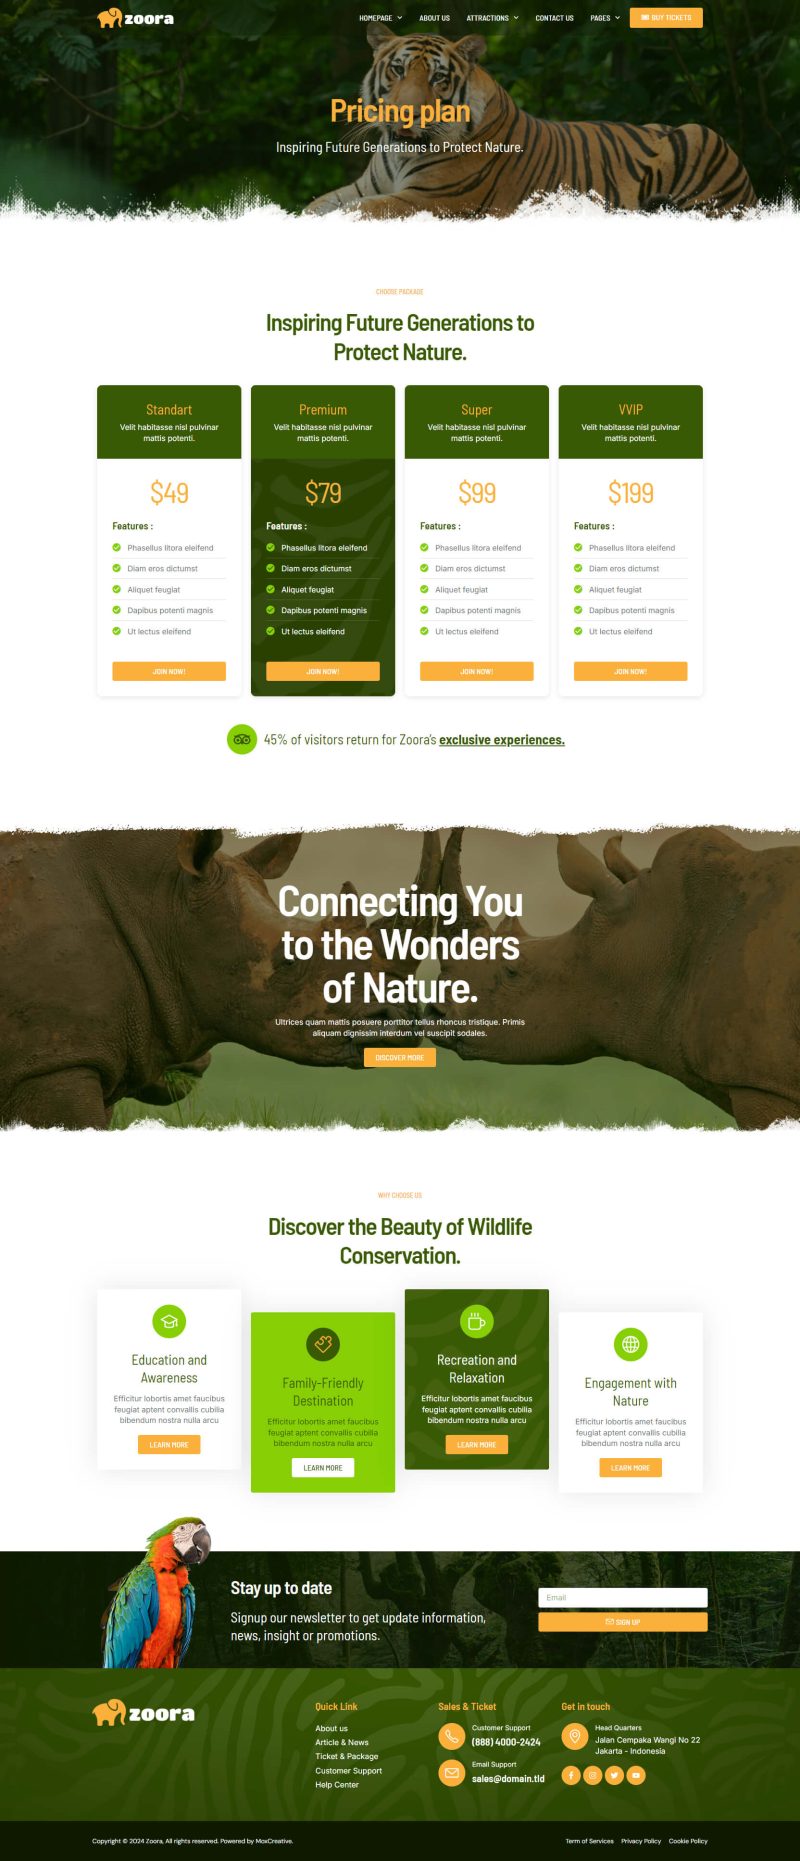 zoora
HOMEPAGE
ABOUT US
ATTRACTIONS
CONTACT US
PAGES
BUY TICKETS
Pricing plan
Inspiring Future Generations to Protect Nature.
CHOOSE PACKAGE
Inspiring Future Generations to
Protect Nature.
Standart
Velit habitasse nisl pulvinar
mattis potenti.
$49
Features :
Phasellus litora eleifend
Diam eros dictumst
Aliquet feugiat
Dapibus potenti magnis
Ut lectus eleifend
JOIN NOW!
Premium
Velit habitasse nisl pulvinar
mattis potenti.
$79
Features :
Phasellus litora eleifend
Diam eros dictumst
Aliquet feugiat
Dapibus potenti magnis
Ut lectus eleifend
JOIN NOW!
Super
Velit habitasse nisl pulvinar
mattis potenti.
$99
Features :
Phasellus litora eleifend
Diam eros dictumst
Aliquet feugiat
Dapibus potenti magnis
Ut lectus eleifend
JOIN NOW!
VVIP
Velit habitasse nisl pulvinar
mattis potenti.
$199
Features :
Phasellus litora eleifend
Diam eros dictumst
Aliquet feugiat
Dapibus potenti magnis
Ut lectus eleifend
JOIN NOW!
45% of visitors return for Zoora's exclusive experiences.
Connecting You
to the Wonders
of Nature.
Ultrices quam mattis posuere porttitor tellus rhoncus tristique. Primis
aliquam dignissim interdum vel suscipit sodales.
DISCOVER MORE
WHY CHOOSE US
Discover the Beauty of Wildlife
Conservation.
Education and
Awareness
Efficitur lobortis amet faucibus
feugiat aptent convallis cubilia
bibendum nostra nulla arcu
LEARN MORE
Family-Friendly
Destination
Efficitur lobortis amet faucibus
feugiat aptent convallis cubilia
bibendum nostra nulla arcu
LEARN MORE
Recreation and
Relaxation
Efficitur lobortis amet faucibus
feugiat aptent convallis cubilia
bibendum nostra nulla arcu
LEARN MORE
Engagement with
Nature
Efficitur lobortis amet faucibus
feugiat aptent convallis cubilia
bibendum nostra nulla arcu
LEARN MORE
Stay up to date
Signup our newsletter to get update information,
news, insight or promotions.
Email
SIGN UP
zoora
Quick Link
About us
Article & News
Ticket & Package
Customer Support
Help Center
Sales & Ticket
Customer Support
(888) 4000-2424
Email Support
sales@domain.tld
Get in touch
Head Quarters
Jalan Cempaka Wangi No 22
Jakarta - Indonesia
Copyright © 2024 Zoora, All rights reserved. Powered by MoxCreative.
Term of Services
Privacy Policy
Cookie Policy